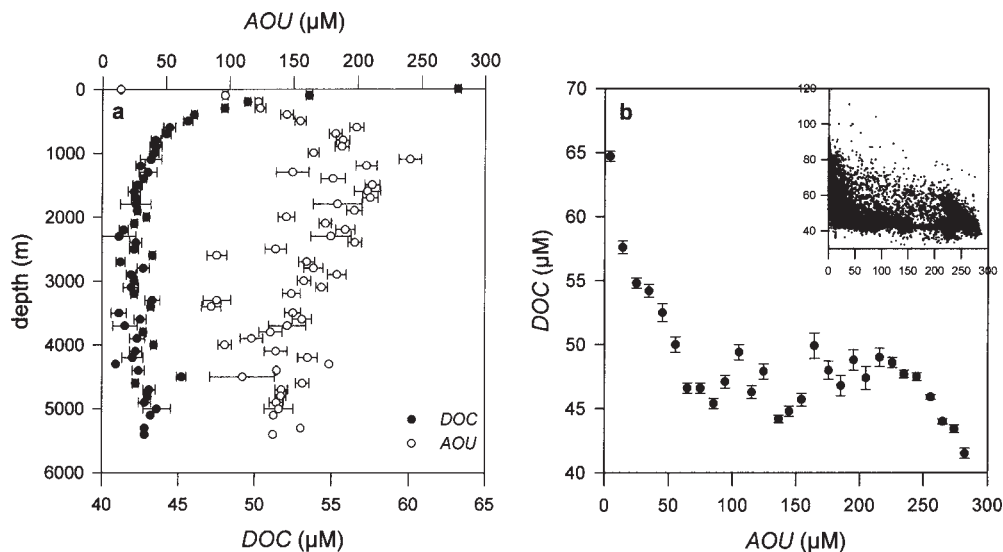 AOU (µM)
0 50 100 150 200 250 300
a
depth (m)
0
1000
2000
3000
4000
5000
6000
DOC
AOU
40 45 50 55 60 65
DOC (µM)
b
DOC (µM)
70
65
60
55
50
45
40
120
100
80
60
40
0 50 100 150 200 250 300
0 50 100 150 200 250 300
AOU (µM)